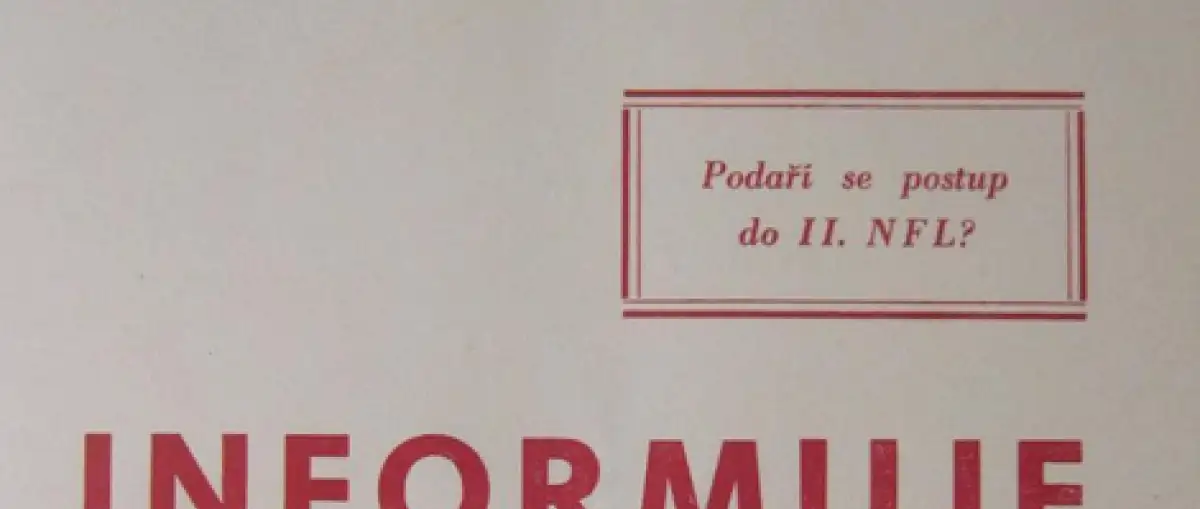 Podaří se postup
do II. NFL?
INFORMUJE